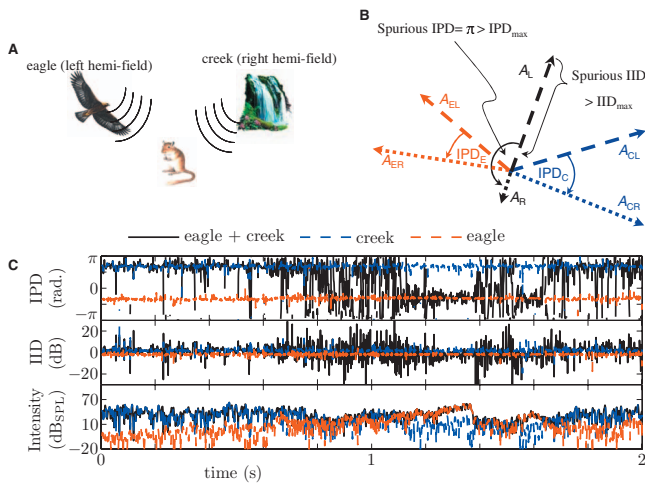 A
eagle (left hemi-field)
creek (right hemi-field)
B
Spurious IPD= π > IPDmax
AL
Spurious IID
> IIDmax
AEL
ACL
AER
IPDE
IPDC
AR
ACR
eagle + creek creek eagle
C
IPD
(rad.)
π
0
−π
IID
(dB)
20
0
−20
Intensity
(dBSPL)
70
10
−20
0 1 2
time (s)